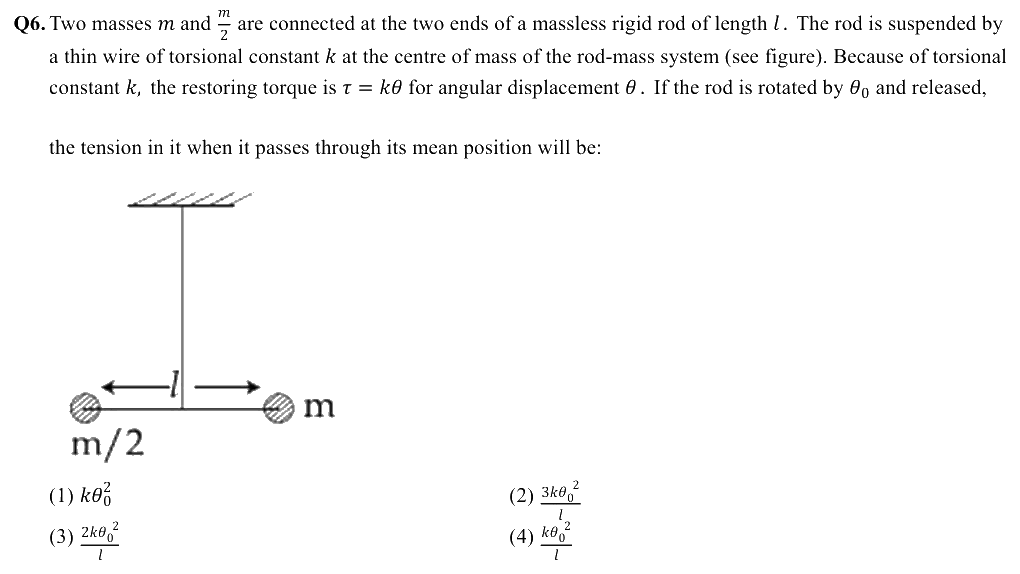 Q6. Two masses m and m/2 are connected at the two ends of a massless rigid rod of length l. The rod is suspended by
a thin wire of torsional constant k at the centre of mass of the rod-mass system (see figure). Because of torsional
constant k, the restoring torque is τ = kθ for angular displacement θ. If the rod is rotated by θ₀ and released,
the tension in it when it passes through its mean position will be:
l
m
m/2
(1) kθ₀² (2) 3kθ₀²/l
(3) 2kθ₀²/l (4) kθ₀²/l